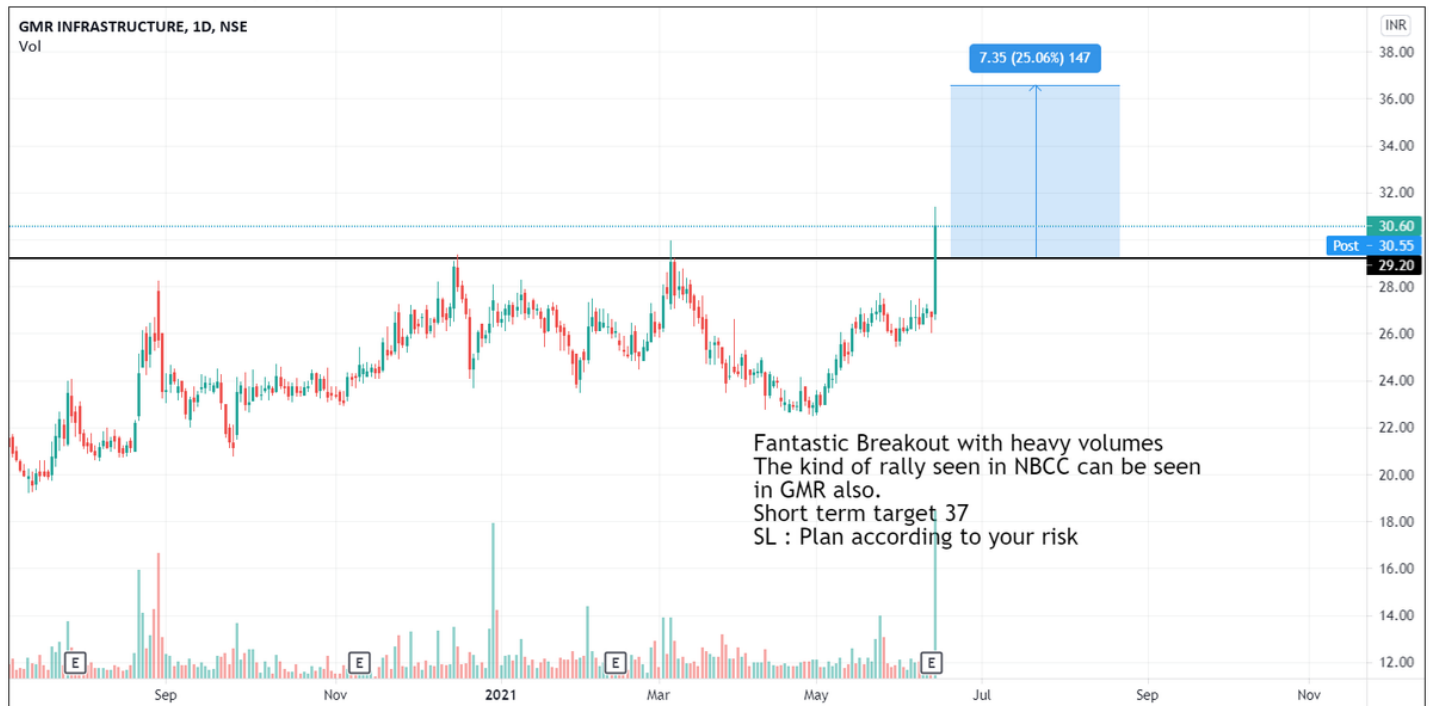 GMR INFRASTRUCTURE, 1D, NSE
Vol
INR
7.35 (25.06%) 147
38.00
36.00
34.00
32.00
30.60
Post - 30.55
29.20
28.00
26.00
24.00
22.00
20.00
18.00
16.00
14.00
12.00
Fantastic Breakout with heavy volumes
The kind of rally seen in NBCC can be seen
in GMR also.
Short term target 37
SL : Plan according to your risk
E E E E
Sep Nov 2021 Mar May Jul Sep Nov